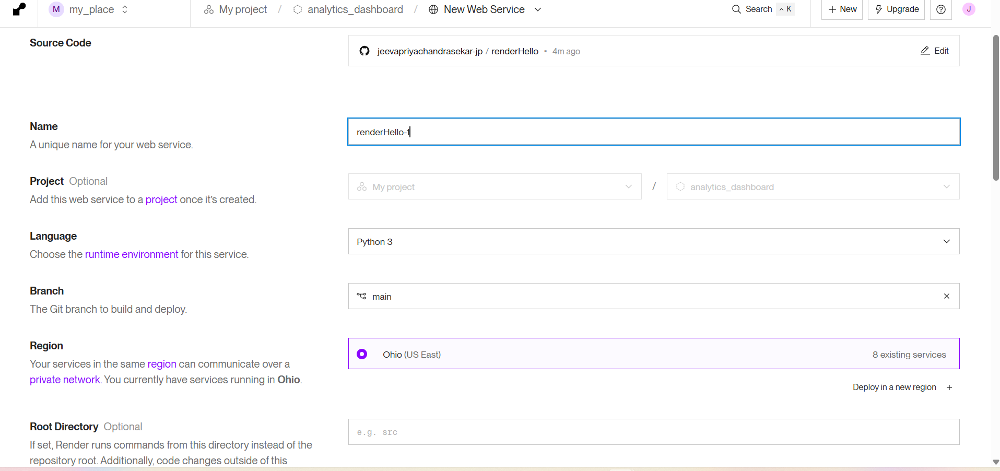 M my_place My project / analytics_dashboard / New Web Service Search ^ K + New Upgrade J
Source Code
jeevapriyachandrasekar-jp / renderHello • 4m ago Edit
Name
A unique name for your web service.
renderHello-1
Project Optional
Add this web service to a project once it's created.
My project / analytics_dashboard
Language
Choose the runtime environment for this service.
Python 3
Branch
The Git branch to build and deploy.
main
Region
Your services in the same region can communicate over a
private network. You currently have services running in Ohio.
Ohio (US East) 8 existing services
Deploy in a new region +
Root Directory Optional
If set, Render runs commands from this directory instead of the
repository root. Additionally, code changes outside of this
e.g. src